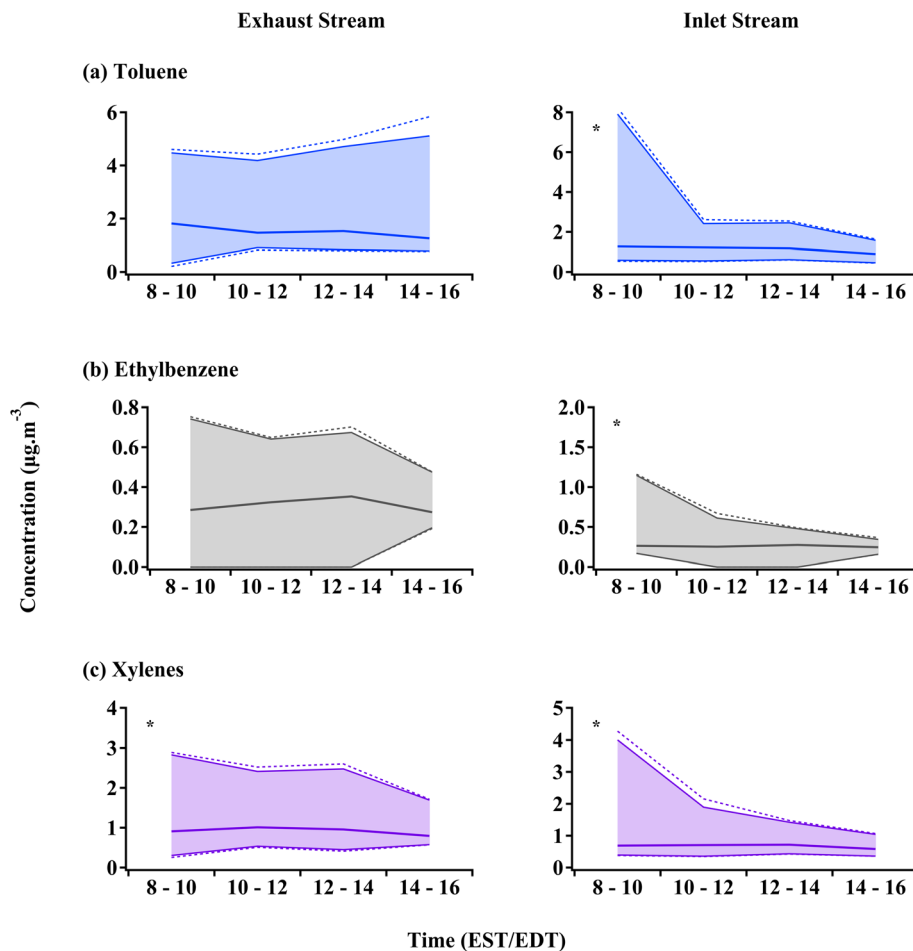 Exhaust Stream
Inlet Stream
(a) Toluene
6
4
2
0
8 - 10 10 - 12 12 - 14 14 - 16
*
8
6
4
2
0
8 - 10 10 - 12 12 - 14 14 - 16
(b) Ethylbenzene
0.8
0.6
0.4
0.2
0.0
8 - 10 10 - 12 12 - 14 14 - 16
*
2.0
1.5
1.0
0.5
0.0
8 - 10 10 - 12 12 - 14 14 - 16
(c) Xylenes
*
4
3
2
1
0
8 - 10 10 - 12 12 - 14 14 - 16
*
5
4
3
2
1
0
8 - 10 10 - 12 12 - 14 14 - 16
Concentration (µg.m⁻³)
Time (EST/EDT)